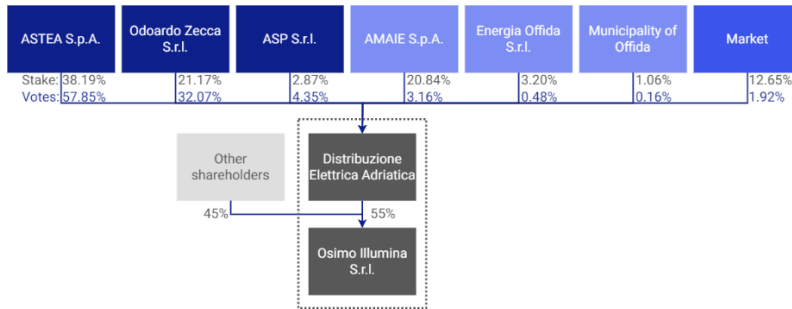 ASTEA S.p.A.
Odoardo Zecca
S.r.l.
ASP S.r.l.
AMAIE S.p.A.
Energia Offida
S.r.l.
Municipality of
Offida
Market
Stake: 38.19% 21.17% 2.87% 20.84% 3.20% 1.06% 12.65%
Votes: 57.85% 32.07% 4.35% 3.16% 0.48% 0.16% 1.92%
Other
shareholders
Distribuzione
Elettrica Adriatica
45% 55%
Osimo Illumina
S.r.l.